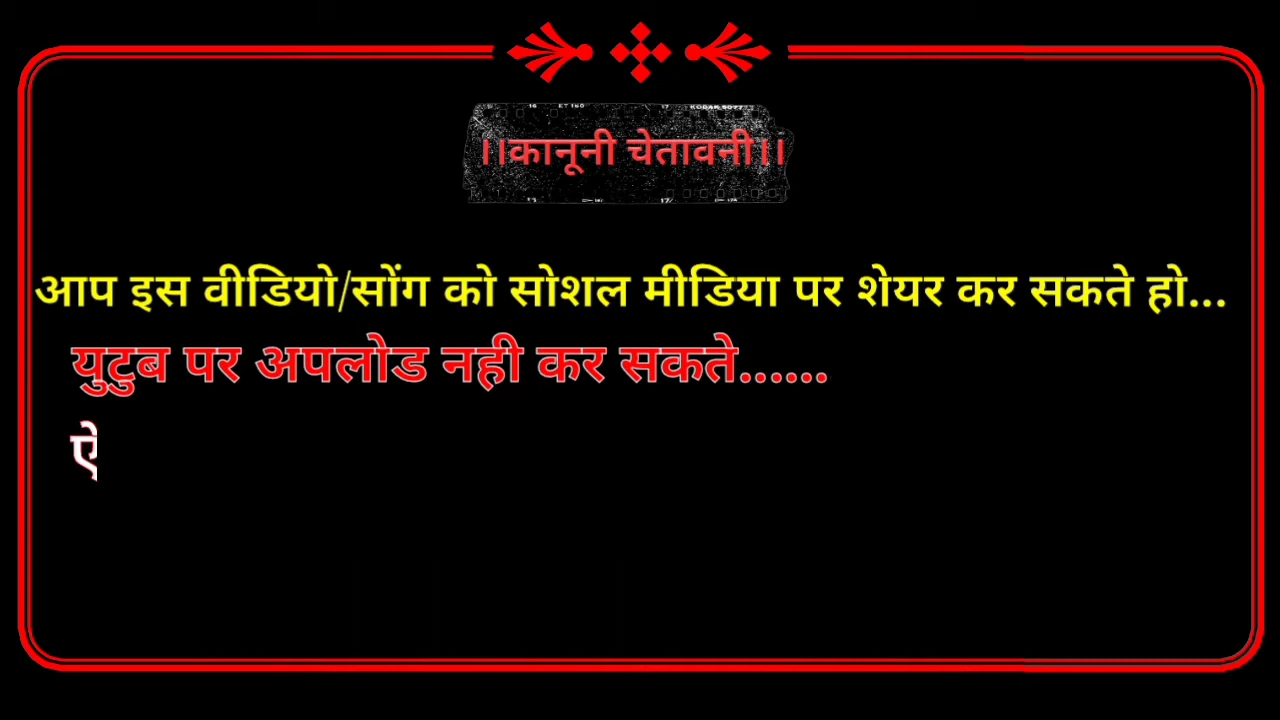 ।।कानूनी चेतावनी।।
आप इस वीडियो/सोंग को सोशल मीडिया पर शेयर कर सकते हो...
युटुब पर अपलोड नही कर सकते......